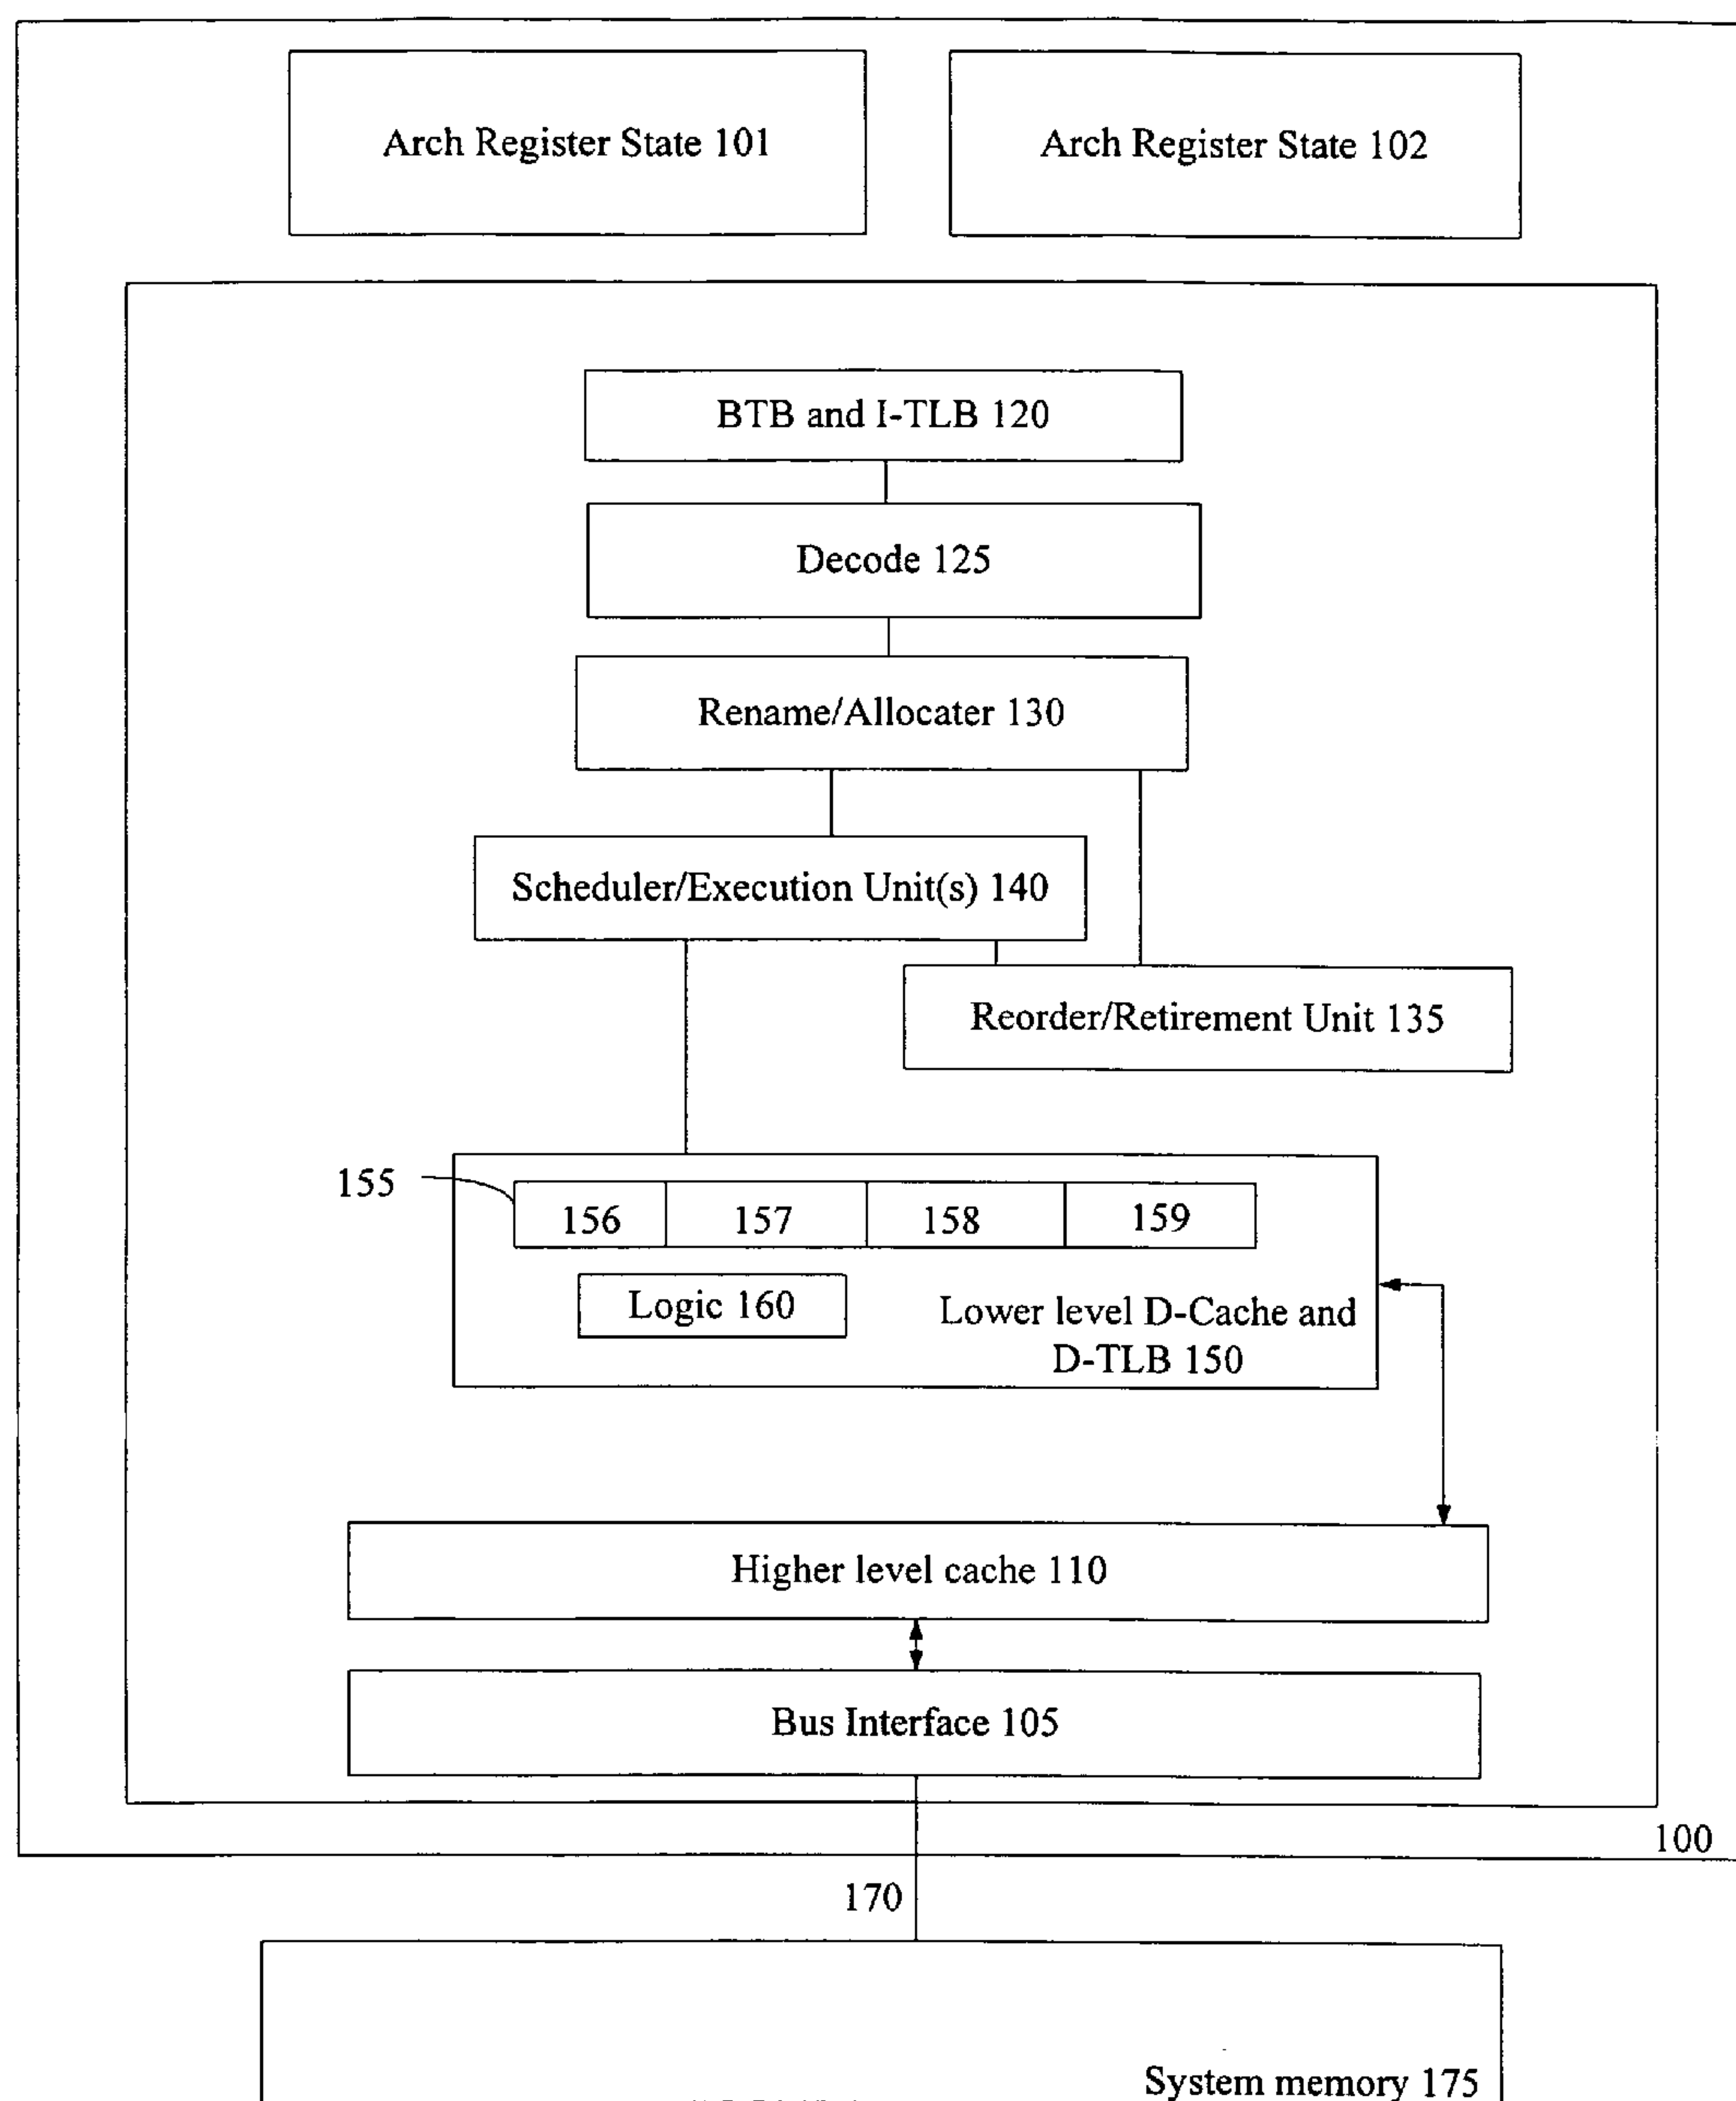 Arch Register State 101
Arch Register State 102
BTB and I-TLB 120
Decode 125
Rename/Allocater 130
Scheduler/Execution Unit(s) 140
Reorder/Retirement Unit 135
155
156
157
158
159
Logic 160
Lower level D-Cache and
D-TLB 150
Higher level cache 110
Bus Interface 105
100
170
System memory 175